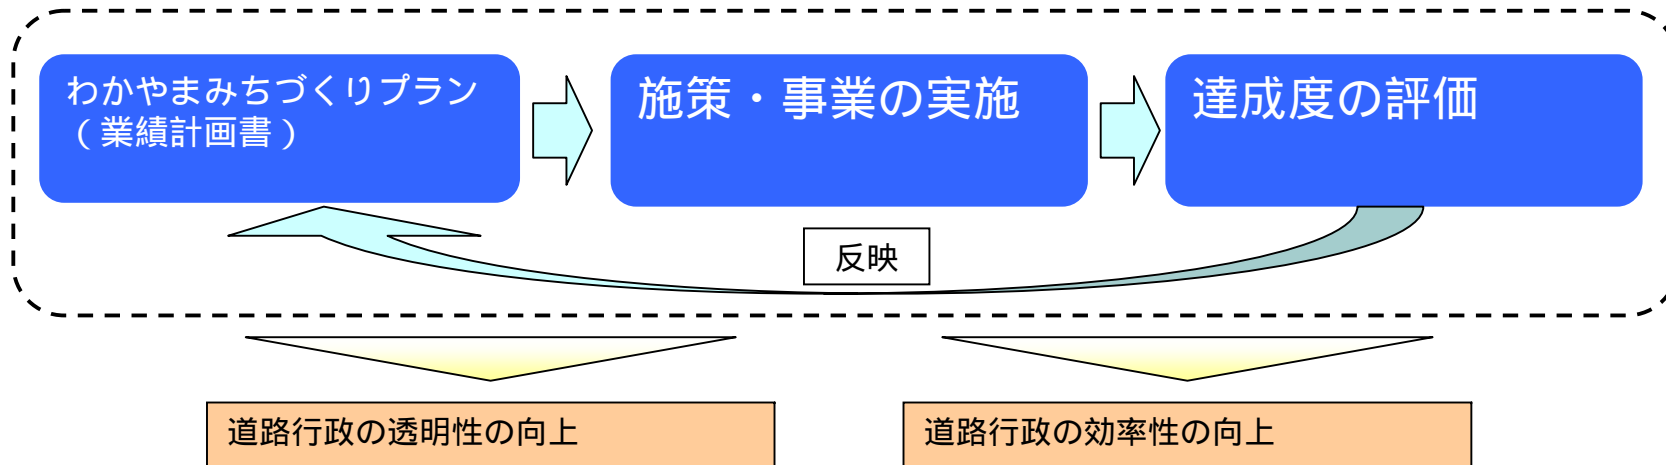 わかやまみちづくりプラン
（業績計画書）
施策・事業の実施
達成度の評価
反映
道路行政の透明性の向上
道路行政の効率性の向上